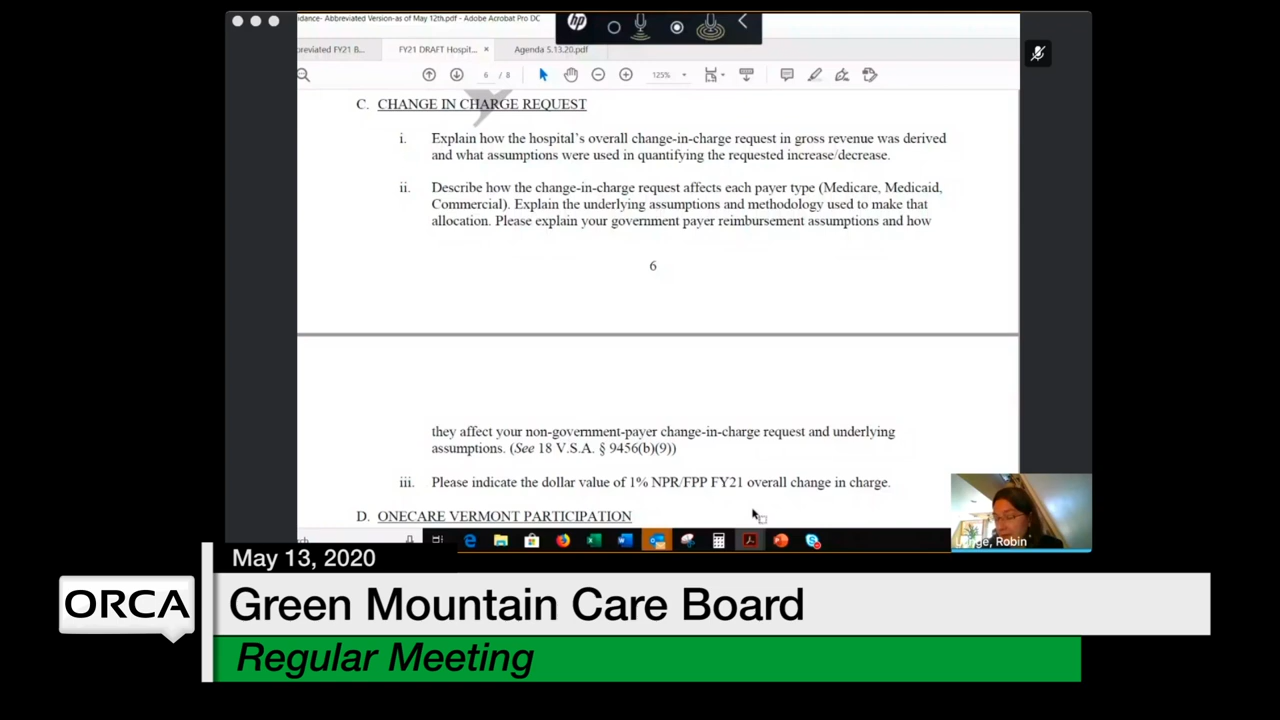 idance- Abbreviated Version-as of May 12th.pdf - Adobe Acrobat Pro DC
hp
reviated FY21 B...
FY21 DRAFT Hospit...
×
Agenda 5.13.20.pdf
6 / 8
125%
C. CHANGE IN CHARGE REQUEST
i. Explain how the hospital's overall change-in-charge request in gross revenue was derived
and what assumptions were used in quantifying the requested increase/decrease.
ii. Describe how the change-in-charge request affects each payer type (Medicare, Medicaid,
Commercial). Explain the underlying assumptions and methodology used to make that
allocation. Please explain your government payer reimbursement assumptions and how
6
they affect your non-government-payer change-in-charge request and underlying
assumptions. (See 18 V.S.A. § 9456(b)(9))
iii. Please indicate the dollar value of 1% NPR/FPP FY21 overall change in charge.
D. ONECARE VERMONT PARTICIPATION
Robin
May 13, 2020
ORCA
Green Mountain Care Board
Regular Meeting